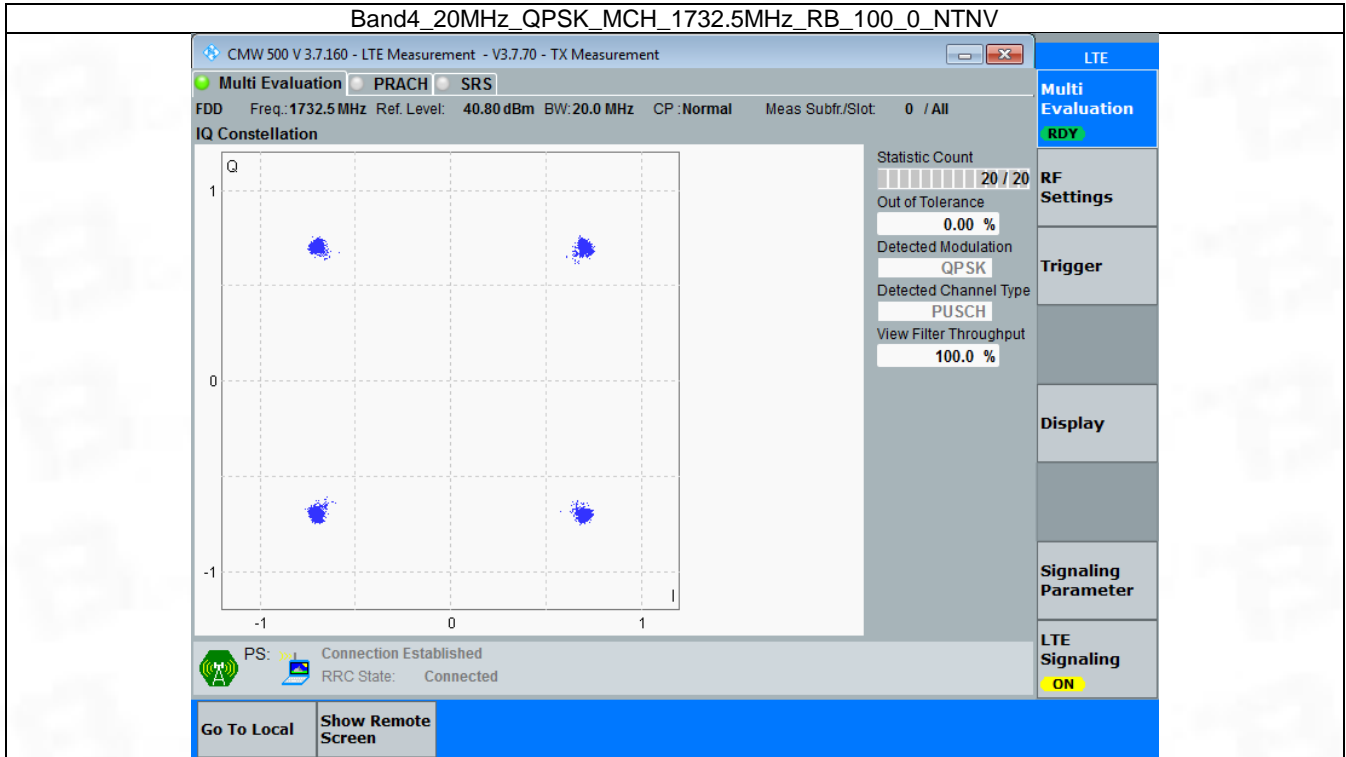 Band4_20MHz_QPSK_MCH_1732.5MHz_RB_100_0_NTNV
CMW 500 V 3.7.160 - LTE Measurement - V3.7.70 - TX Measurement
LTE
Multi Evaluation PRACH SRS
FDD Freq.: 1732.5 MHz Ref. Level: 40.80 dBm BW: 20.0 MHz CP : Normal Meas Subfr./Slot: 0 / All
IQ Constellation
Q
1
0
-1
-1 0 1
I
Statistic Count
20 / 20
Out of Tolerance
0.00 %
Detected Modulation
QPSK
Detected Channel Type
PUSCH
View Filter Throughput
100.0 %
Multi
Evaluation
RDY
RF
Settings
Trigger
Display
Signaling
Parameter
LTE
Signaling
ON
PS: Connection Established
RRC State: Connected
Go To Local
Show Remote
Screen